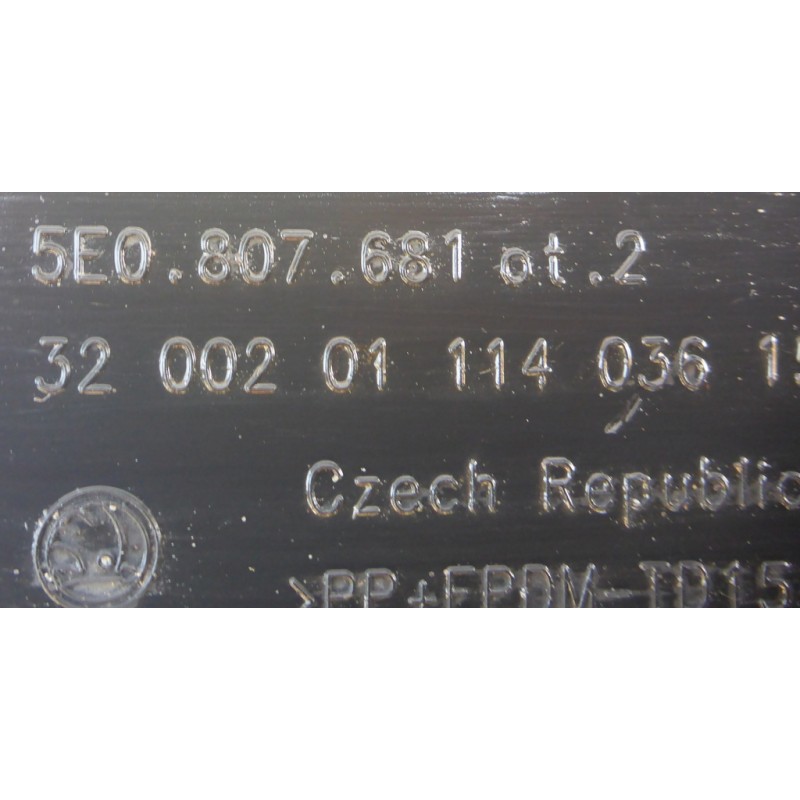 5E0.807.681 ot.2
32 002 01 114 036 15
Czech Republic
>PP+EPDM-TD15